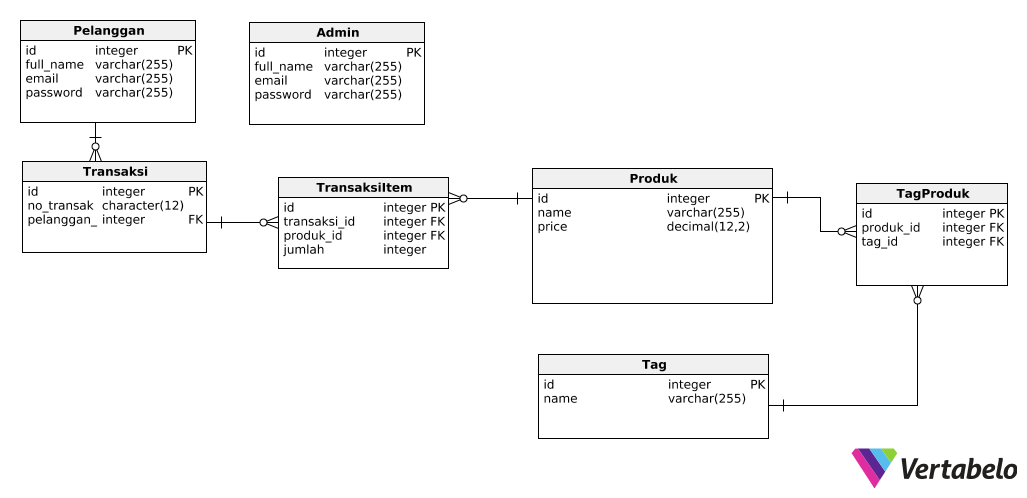 Pelanggan
id integer PK
full_name varchar(255)
email varchar(255)
password varchar(255)
Admin
id integer PK
full_name varchar(255)
email varchar(255)
password varchar(255)
Transaksi
id integer PK
no_transak character(12)
pelanggan_ integer FK
TransaksiItem
id integer PK
transaksi_id integer FK
produk_id integer FK
jumlah integer
Produk
id integer PK
name varchar(255)
price decimal(12,2)
TagProduk
id integer PK
produk_id integer FK
tag_id integer FK
Tag
id integer PK
name varchar(255)
Vertabelo